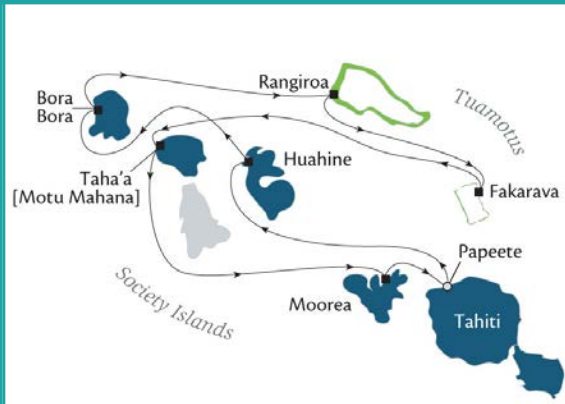 Rangiroa
Tuamotus
Bora
Bora
Huahine
Taha'a
[Motu Mahana]
Fakarava
Papeete
Society Islands
Moorea
Tahiti